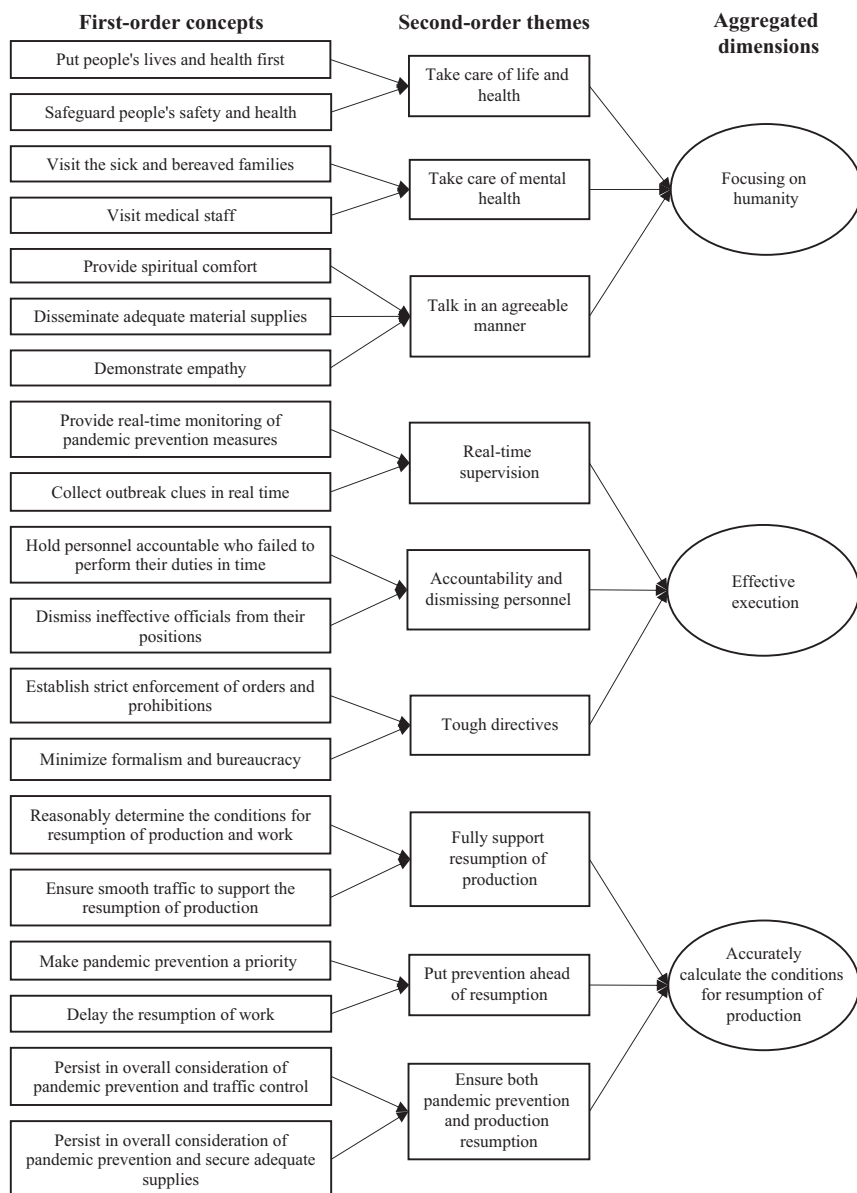 First-order concepts
Second-order themes
Aggregated
dimensions
Put people's lives and health first
Safeguard people's safety and health
Take care of life and
health
Visit the sick and bereaved families
Visit medical staff
Take care of mental
health
Provide spiritual comfort
Disseminate adequate material supplies
Demonstrate empathy
Talk in an agreeable
manner
Focusing on
humanity
Provide real-time monitoring of
pandemic prevention measures
Collect outbreak clues in real time
Real-time
supervision
Hold personnel accountable who failed to
perform their duties in time
Dismiss ineffective officials from their
positions
Accountability and
dismissing personnel
Establish strict enforcement of orders and
prohibitions
Minimize formalism and bureaucracy
Tough directives
Effective
execution
Reasonably determine the conditions for
resumption of production and work
Ensure smooth traffic to support the
resumption of production
Fully support
resumption of
production
Make pandemic prevention a priority
Delay the resumption of work
Put prevention ahead
of resumption
Persist in overall consideration of
pandemic prevention and traffic control
Persist in overall consideration of
pandemic prevention and secure adequate
supplies
Ensure both
pandemic prevention
and production
resumption
Accurately
calculate the conditions
for resumption of
production